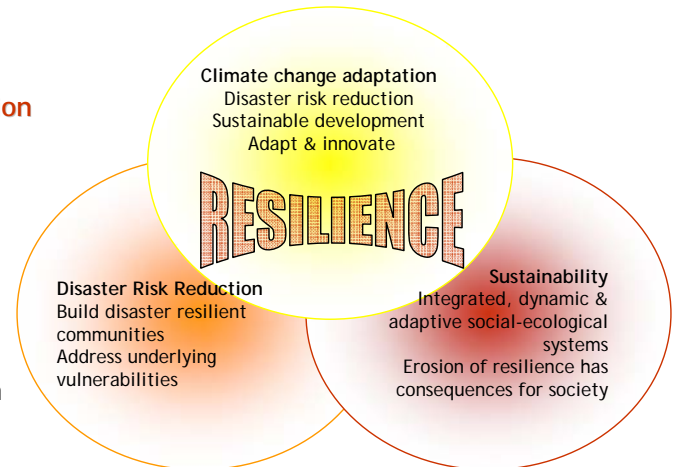 on
Climate change adaptation
Disaster risk reduction
Sustainable development
Adapt & innovate
RESILIENCE
Disaster Risk Reduction
Build disaster resilient
communities
Address underlying
vulnerabilities
Sustainability
Integrated, dynamic &
adaptive social-ecological
systems
Erosion of resilience has
consequences for society